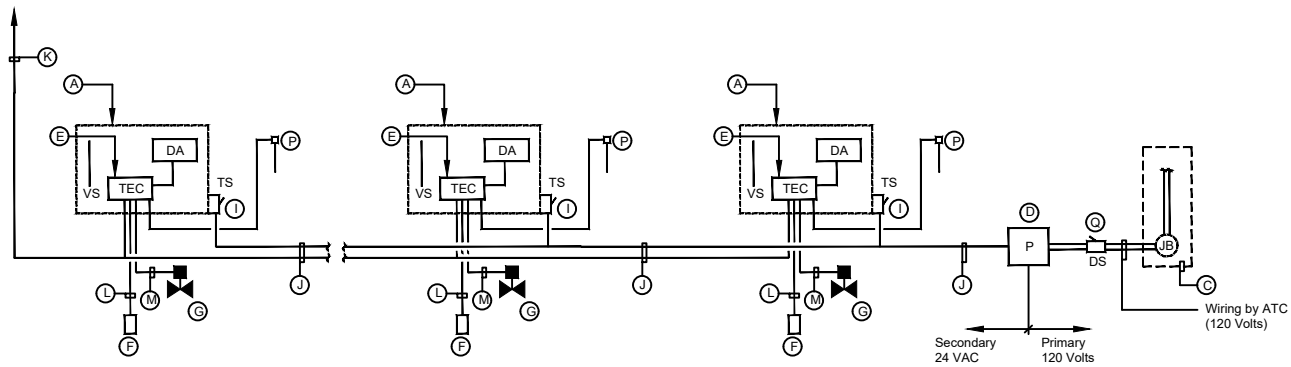 K
A
A
A
E
DA
P
E
DA
P
E
DA
P
VS
TEC
TS
VS
TEC
TS
VS
TEC
TS
I
I
I
D
Q
P
DS
JB
J
J
J
C
L
M
G
L
M
G
L
M
G
Wiring by ATC
(120 Volts)
F
F
F
Secondary
24 VAC
Primary
120 Volts